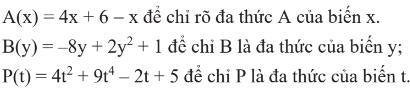 A(x) = 4x + 6 – x để chỉ rõ đa thức A của biến x.
B(y) = –8y + 2y² + 1 để chỉ B là đa thức của biến y;
P(t) = 4t² + 9t⁴ – 2t + 5 để chỉ P là đa thức của biến t.